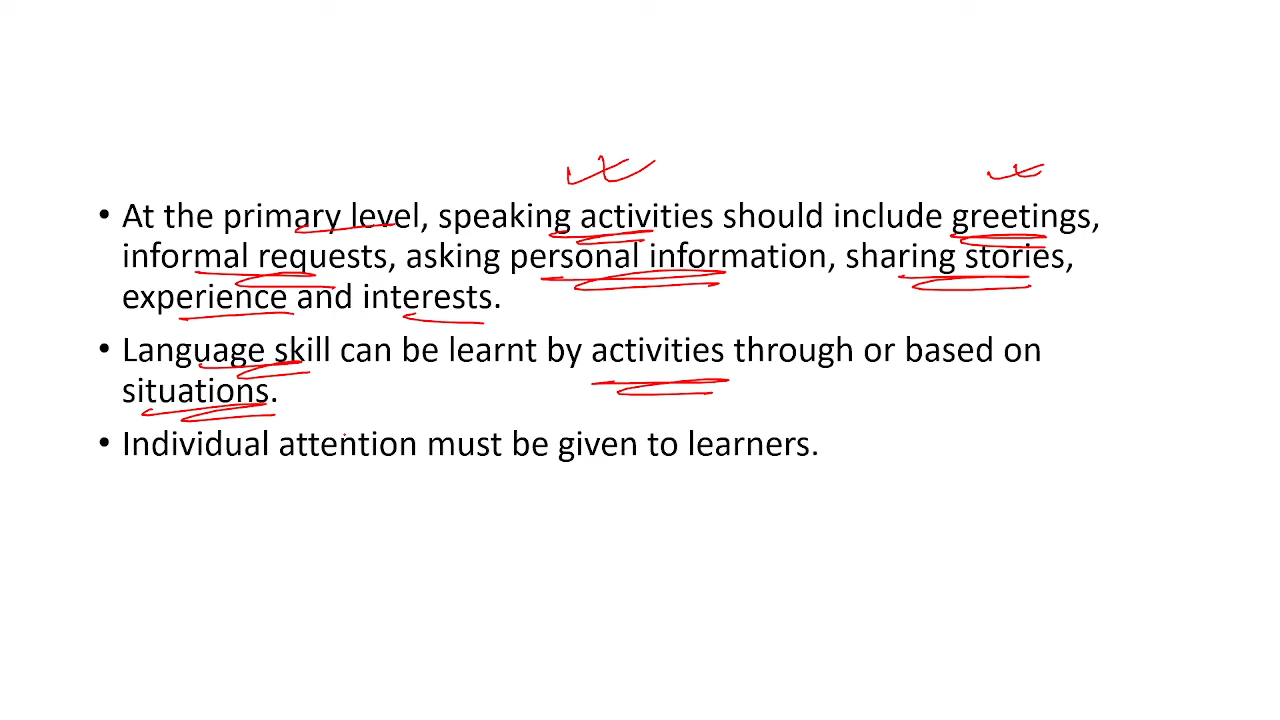 • At the primary level, speaking activities should include greetings,
informal requests, asking personal information, sharing stories,
experience and interests.
• Language skill can be learnt by activities through or based on
situations.
• Individual attention must be given to learners.